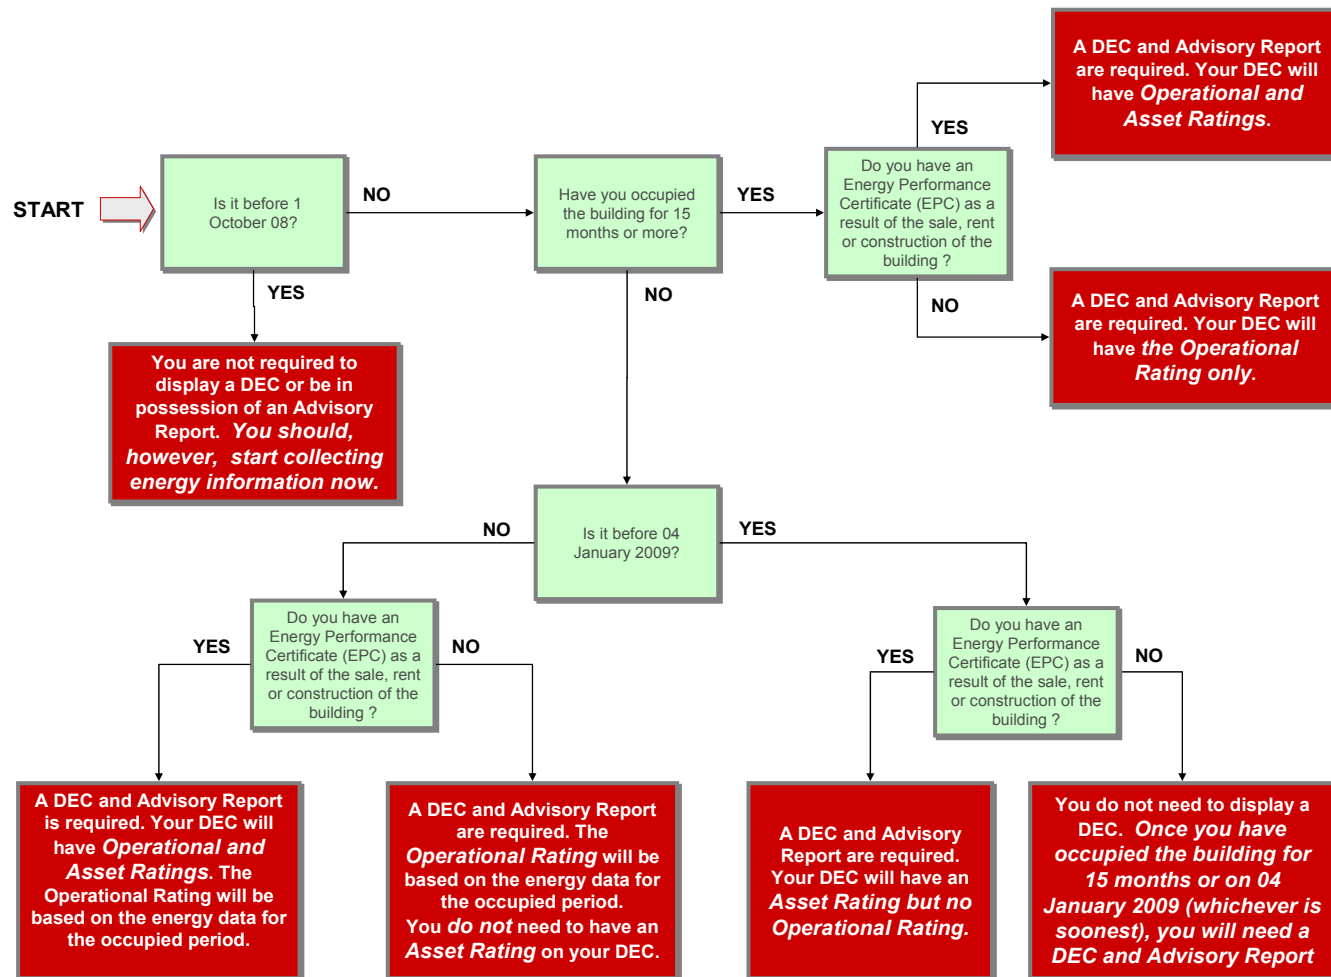 START
Is it before 1
October 08?
NO
YES
You are not required to
display a DEC or be in
possession of an Advisory
Report. You should,
however, start collecting
energy information now.
Have you occupied
the building for 15
months or more?
YES
NO
Do you have an
Energy Performance
Certificate (EPC) as a
result of the sale, rent
or construction of the
building ?
YES
A DEC and Advisory Report
are required. Your DEC will
have Operational and
Asset Ratings.
NO
A DEC and Advisory Report
are required. Your DEC will
have the Operational
Rating only.
Is it before 04
January 2009?
NO
YES
Do you have an
Energy Performance
Certificate (EPC) as a
result of the sale, rent
or construction of the
building ?
YES
NO
A DEC and Advisory Report
is required. Your DEC will
have Operational and
Asset Ratings. The
Operational Rating will be
based on the energy data for
the occupied period.
A DEC and Advisory Report
are required. The
Operational Rating will be
based on the energy data for
the occupied period.
You do not need to have an
Asset Rating on your DEC.
Do you have an
Energy Performance
Certificate (EPC) as a
result of the sale, rent
or construction of the
building ?
YES
NO
A DEC and Advisory
Report are required.
Your DEC will have an
Asset Rating but no
Operational Rating.
You do not need to display a
DEC. Once you have
occupied the building for
15 months or on 04
January 2009 (whichever is
soonest), you will need a
DEC and Advisory Report